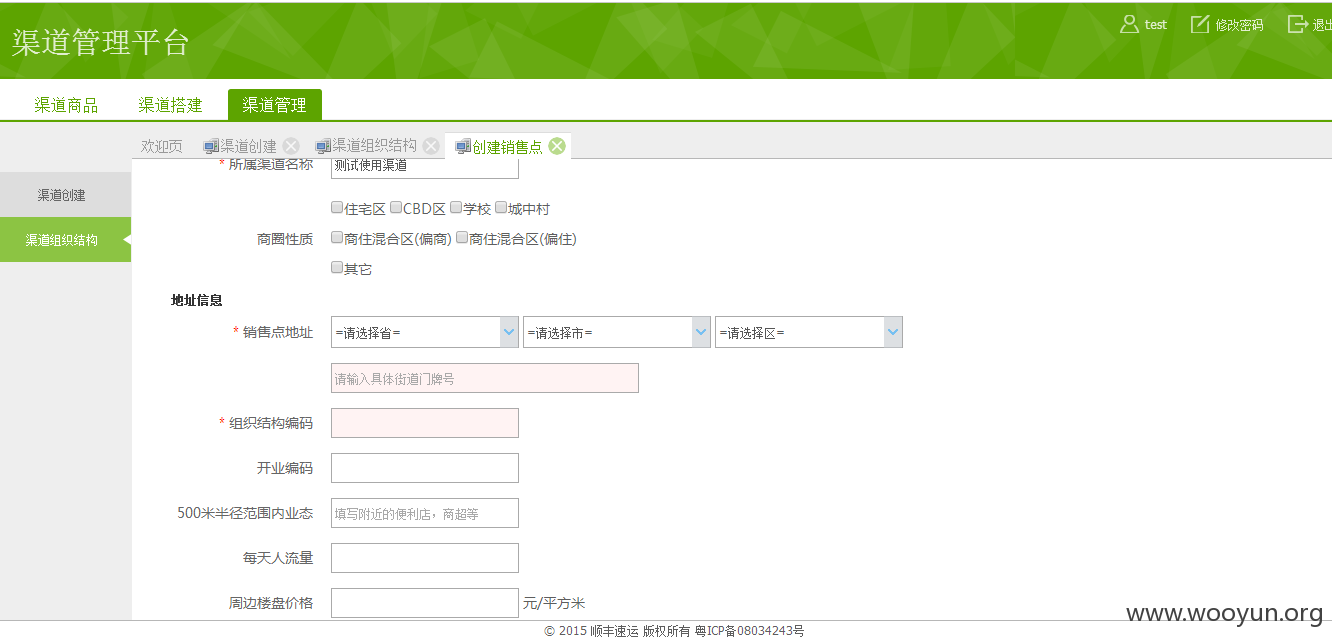 渠道管理平台
test 修改密码 退出
渠道商品 渠道搭建 渠道管理
欢迎页 渠道创建 渠道组织结构 创建销售点
渠道创建
渠道组织结构
* 所属渠道名称 测试使用渠道
住宅区 CBD区 学校 城中村
商圈性质 商住混合区(偏商) 商住混合区(偏住)
其它
地址信息
* 销售点地址 =请选择省= =请选择市= =请选择区=
请输入具体街道门牌号
* 组织结构编码
开业编码
500米半径范围内业态 填写附近的便利店，商超等
每天人流量
周边楼盘价格 元/平方米
www.wooyun.org
© 2015 顺丰速运 版权所有 粤ICP备08034243号